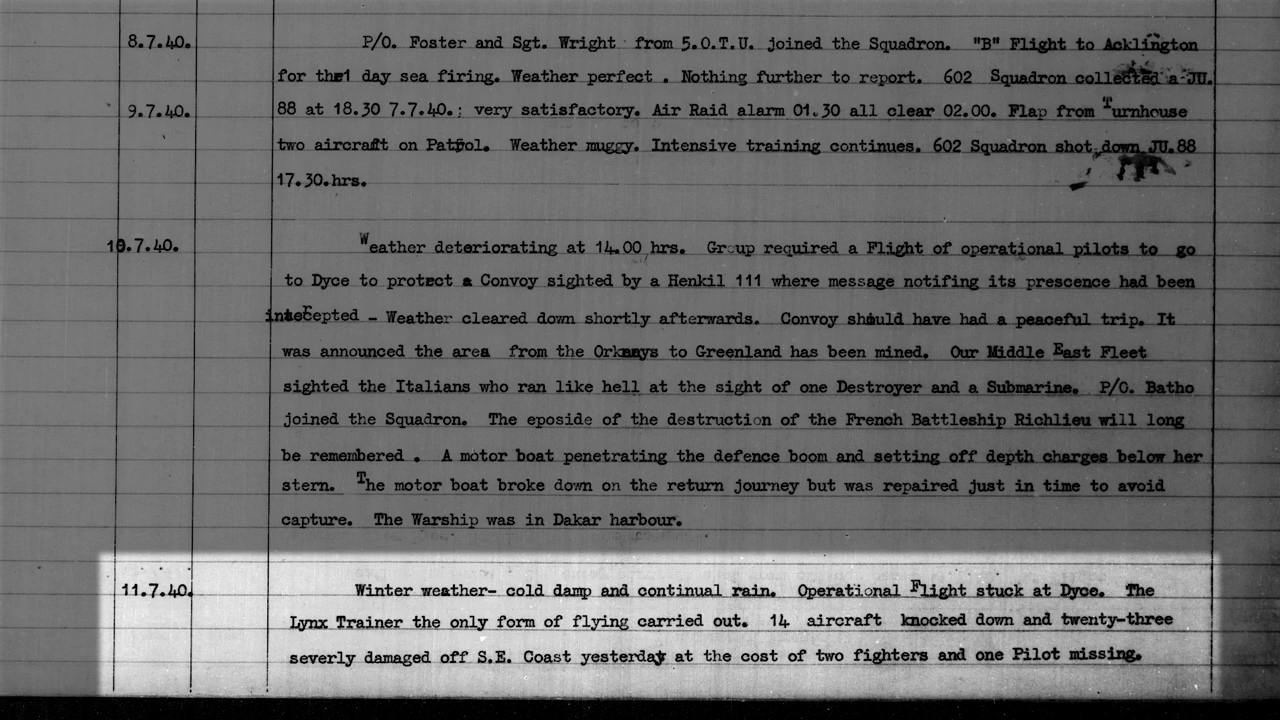 8.7.40. P/O. Foster and Sgt. Wright from 5.O.T.U. joined the Squadron. "B" Flight to Acklington
for the1 day sea firing. Weather perfect . Nothing further to report. 602 Squadron collected a JU.
9.7.40. 88 at 18.30 7.7.40.; very satisfactory. Air Raid alarm 01.30 all clear 02.00. Flap from Turnhouse
two aircraft on Patrol. Weather muggy. Intensive training continues. 602 Squadron shot down JU.88
17.30.hrs.
10.7.40. Weather deteriorating at 14.00 hrs. Group required a Flight of operational pilots to go
to Dyce to protect a Convoy sighted by a Henkil 111 where message notifing its prescence had been
intercepted - Weather cleared down shortly afterwards. Convoy should have had a peaceful trip. It
was announced the area from the Orkneys to Greenland has been mined. Our Middle East Fleet
sighted the Italians who ran like hell at the sight of one Destroyer and a Submarine. P/O. Batho
joined the Squadron. The eposide of the destruction of the French Battleship Richlieu will long
be remembered . A motor boat penetrating the defence boom and setting off depth charges below her
stern. The motor boat broke down on the return journey but was repaired just in time to avoid
capture. The Warship was in Dakar harbour.
11.7.40. Winter weather- cold damp and continual rain. Operational Flight stuck at Dyce. The
Lynx Trainer the only form of flying carried out. 14 aircraft knocked down and twenty-three
severly damaged off S.E. Coast yesterday at the cost of two fighters and one Pilot missing.